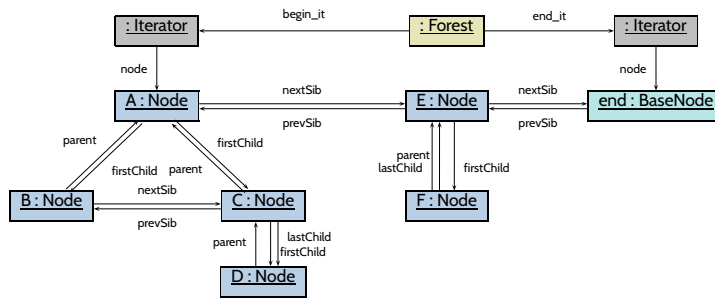 begin_it
: Iterator
: Forest
end_it
: Iterator
node
node
A : Node
nextSib
E : Node
nextSib
end : BaseNode
prevSib
prevSib
parent
firstChild
firstChild
parent
parent
lastChild
firstChild
nextSib
B : Node
C : Node
F : Node
prevSib
parent
lastChild
firstChild
D : Node